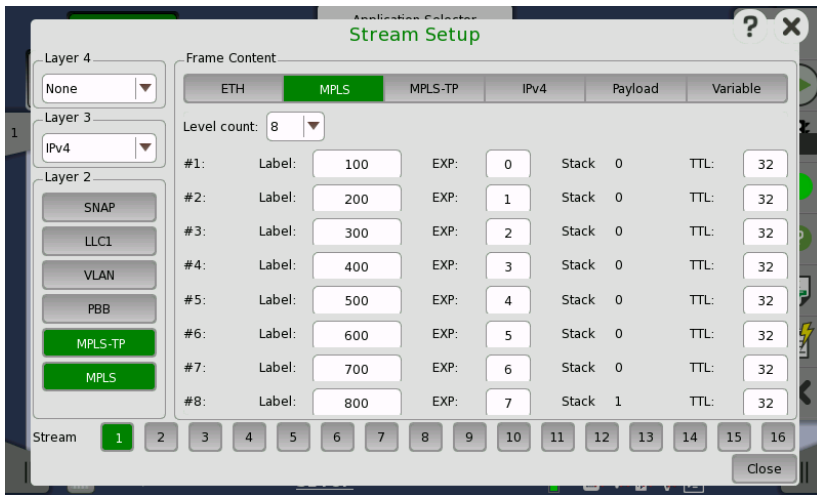 Stream Setup
? X
Layer 4
None
Layer 3
IPv4
Layer 2
SNAP
LLC1
VLAN
PBB
MPLS-TP
MPLS
Frame Content
ETH MPLS MPLS-TP IPv4 Payload Variable
Level count: 8
#1: Label: 100 EXP: 0 Stack 0 TTL: 32
#2: Label: 200 EXP: 1 Stack 0 TTL: 32
#3: Label: 300 EXP: 2 Stack 0 TTL: 32
#4: Label: 400 EXP: 3 Stack 0 TTL: 32
#5: Label: 500 EXP: 4 Stack 0 TTL: 32
#6: Label: 600 EXP: 5 Stack 0 TTL: 32
#7: Label: 700 EXP: 6 Stack 0 TTL: 32
#8: Label: 800 EXP: 7 Stack 1 TTL: 32
Stream 1 2 3 4 5 6 7 8 9 10 11 12 13 14 15 16
Close
1